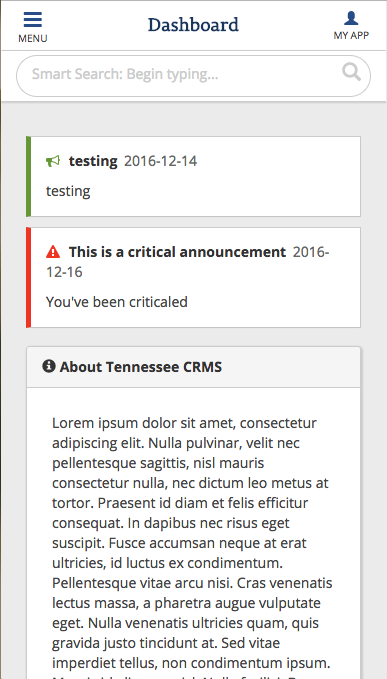 MENU
Dashboard
MY APP
Smart Search: Begin typing...
testing 2016-12-14
testing
This is a critical announcement 2016-
12-16
You've been criticaled
About Tennessee CRMS
Lorem ipsum dolor sit amet, consectetur
adipiscing elit. Nulla pulvinar, velit nec
pellentesque sagittis, nisl mauris
consectetur nulla, nec dictum leo metus at
tortor. Praesent id diam et felis efficitur
consequat. In dapibus nec risus eget
suscipit. Fusce accumsan neque at erat
ultricies, id luctus ex condimentum.
Pellentesque vitae arcu nisi. Cras venenatis
lectus massa, a pharetra augue vulputate
eget. Nulla venenatis ultricies quam, quis
gravida justo tincidunt at. Sed vitae
imperdiet tellus, non condimentum ipsum.